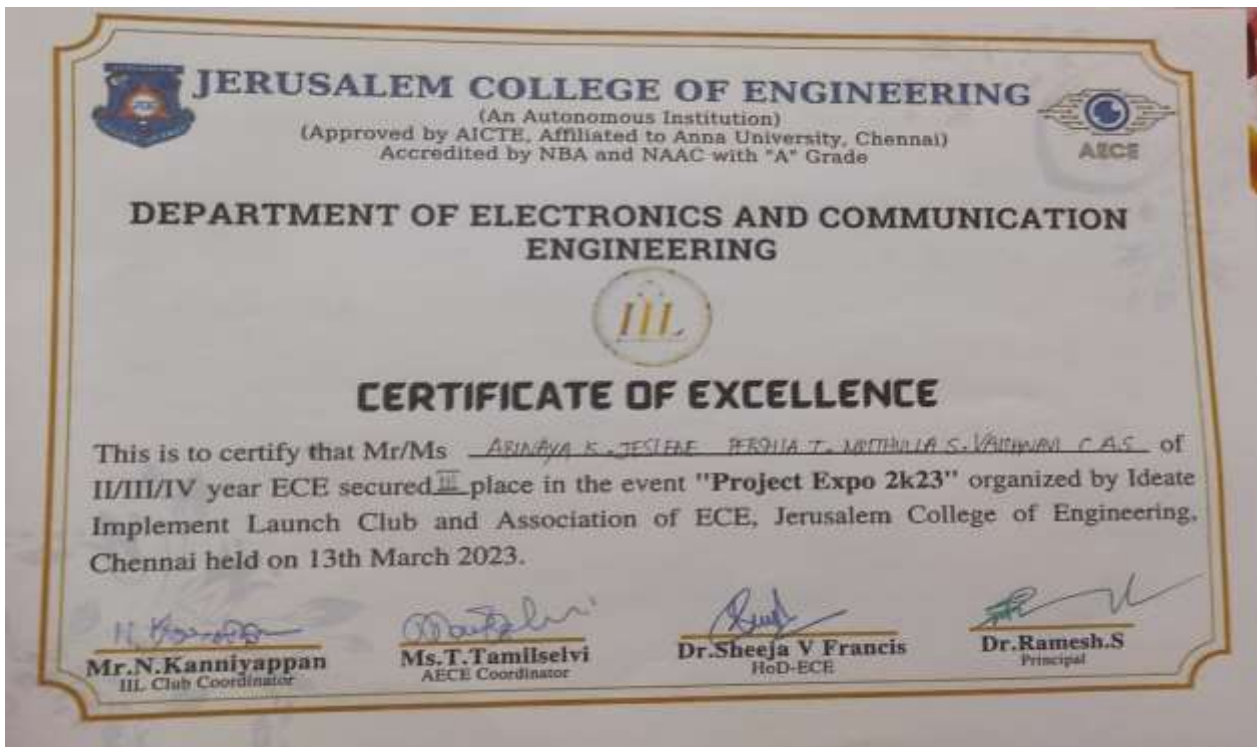 JERUSALEM COLLEGE OF ENGINEERING
(An Autonomous Institution)
(Approved by AICTE, Affiliated to Anna University, Chennai)
Accredited by NBA and NAAC with "A" Grade
AECE
DEPARTMENT OF ELECTRONICS AND COMMUNICATION
ENGINEERING
IIL
CERTIFICATE OF EXCELLENCE
This is to certify that Mr/Ms ABINAYA K. JESLENE PERSILLA T. S. VAISHNAVI C.A.S of
II/III/IV year ECE secured III place in the event "Project Expo 2k23" organized by Ideate
Implement Launch Club and Association of ECE, Jerusalem College of Engineering,
Chennai held on 13th March 2023.
Mr.N.Kanniyappan
IIL Club Coordinator
Ms.T.Tamilselvi
AECE Coordinator
Dr.Sheeja V Francis
HoD-ECE
Dr.Ramesh.S
Principal